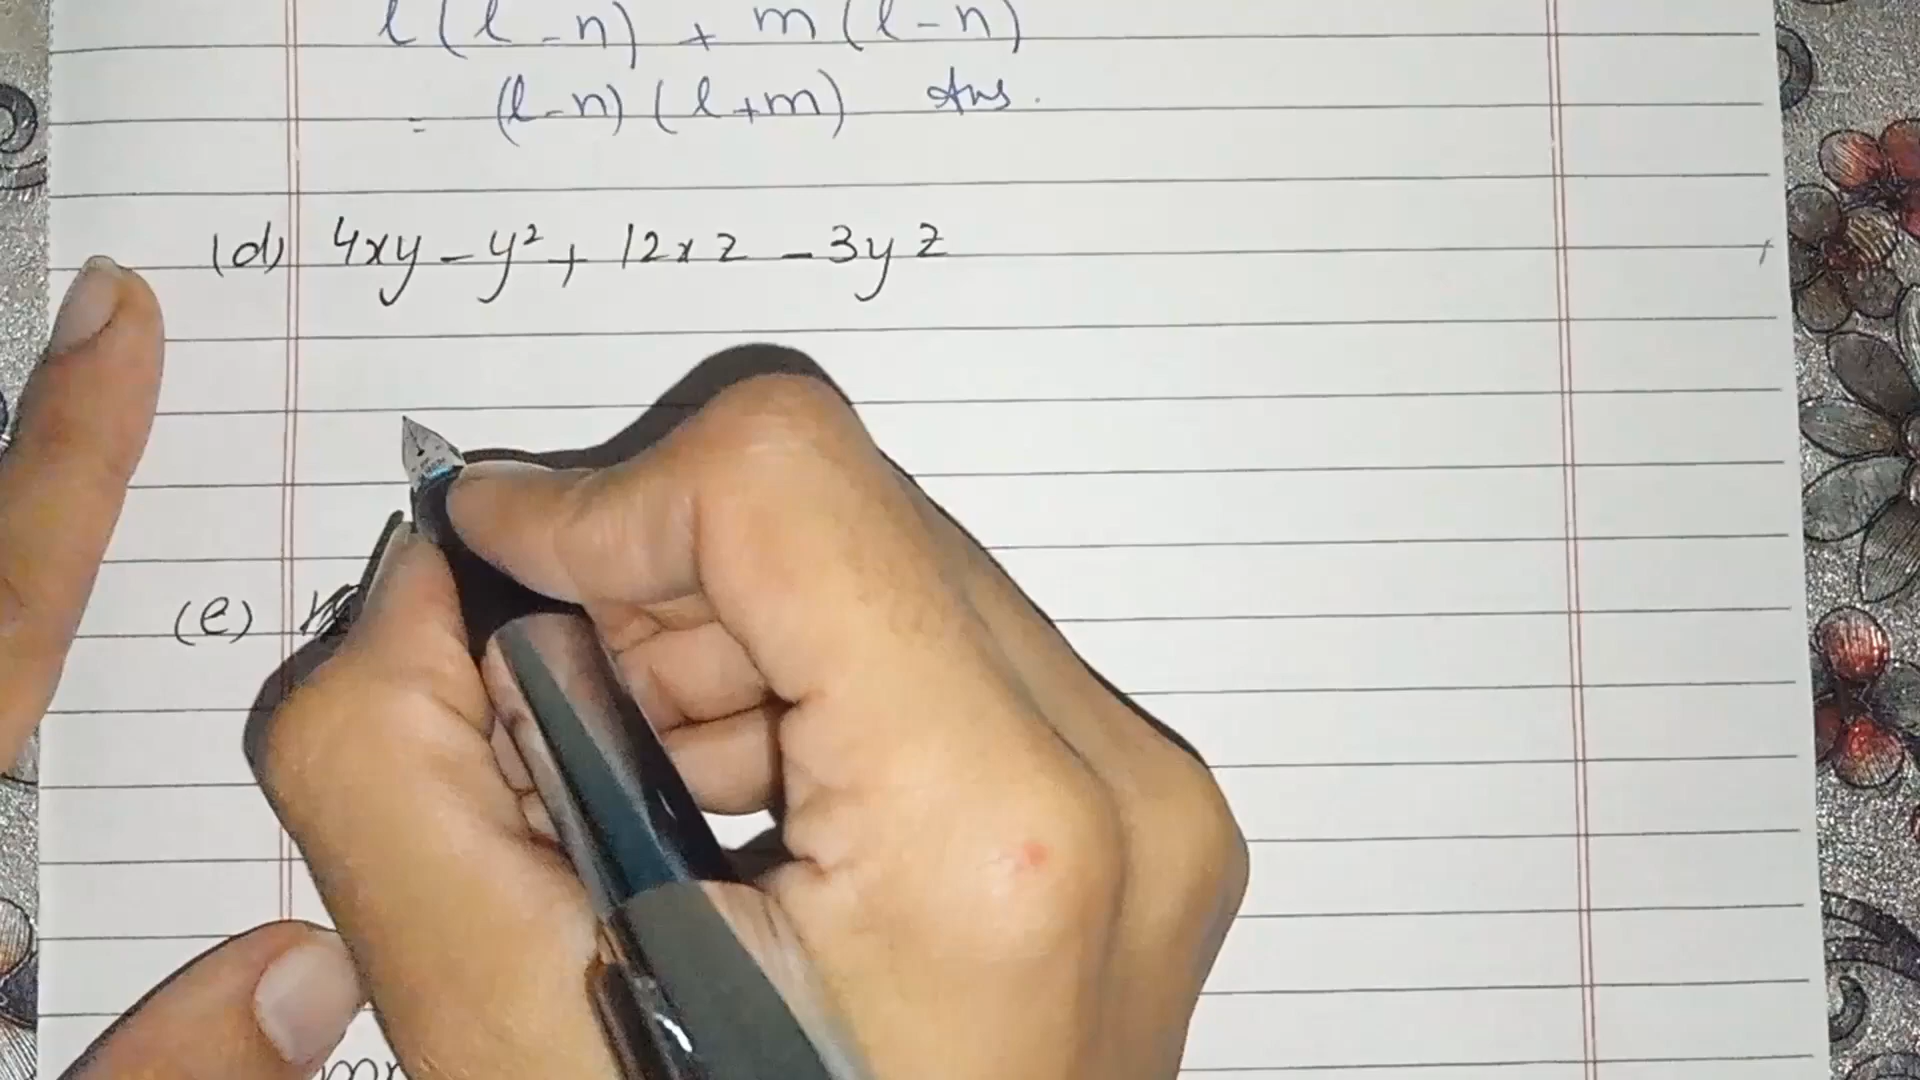 l(l-n) + m(l-n)
= (l-n)(l+m) Ans.
(d) 4xy - y² + 12xz - 3yz
(e)